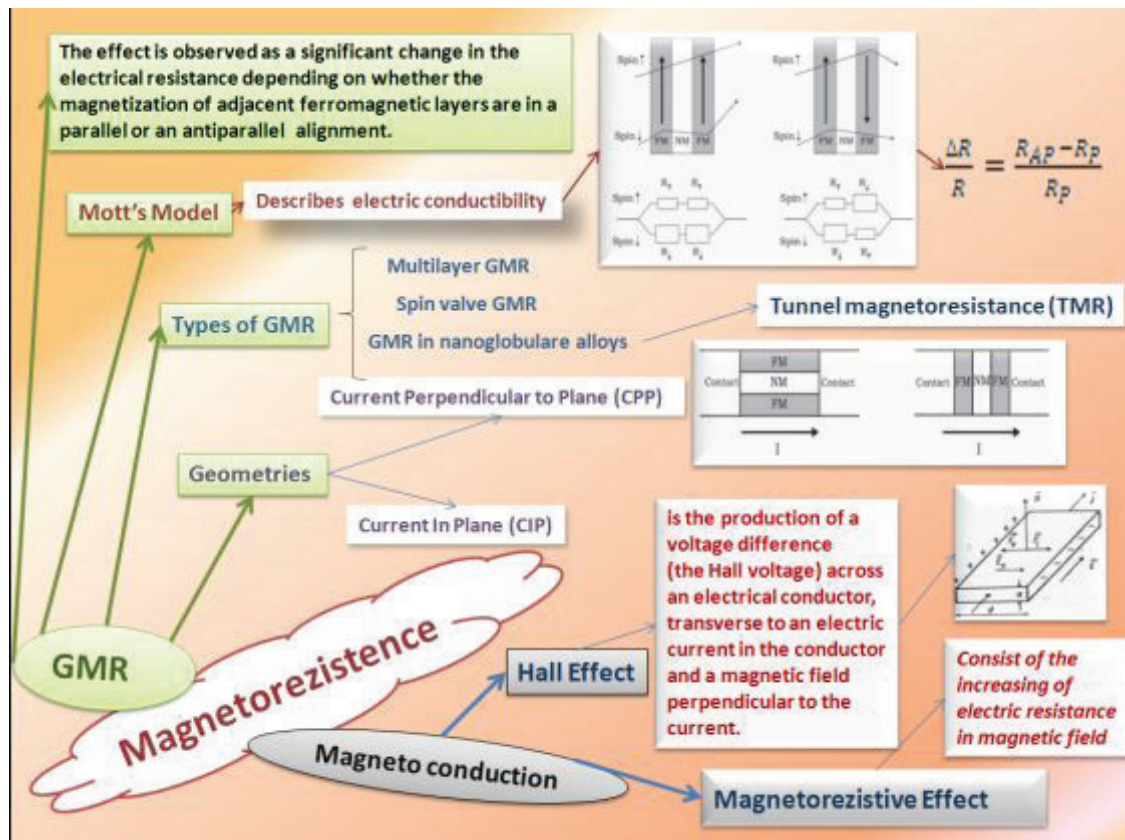 The effect is observed as a significant change in the
electrical resistance depending on whether the
magnetization of adjacent ferromagnetic layers are in a
parallel or an antiparallel alignment.
Mott's Model
Describes electric conductibility
Spin↑
Spin↓
FM NM FM
Spin↑
Spin↓
FM NM FM
Spin↑
Spin↓
R↑ R↑
R↓ R↓
Spin↑
Spin↓
R↑ R↓
R↓ R↑
ΔR/R = (R_AP − R_P)/R_P
Types of GMR
Multilayer GMR
Spin valve GMR
GMR in nanoglobulare alloys
Tunnel magnetoresistance (TMR)
Contact
FM
NM
FM
Contact
I
Contact FM NM FM Contact
I
Geometries
Current Perpendicular to Plane (CPP)
Current In Plane (CIP)
GMR
Magnetorezistence
Magneto conduction
Hall Effect
is the production of a
voltage difference
(the Hall voltage) across
an electrical conductor,
transverse to an electric
current in the conductor
and a magnetic field
perpendicular to the
current.
Magnetorezistive Effect
Consist of the
increasing of
electric resistance
in magnetic field